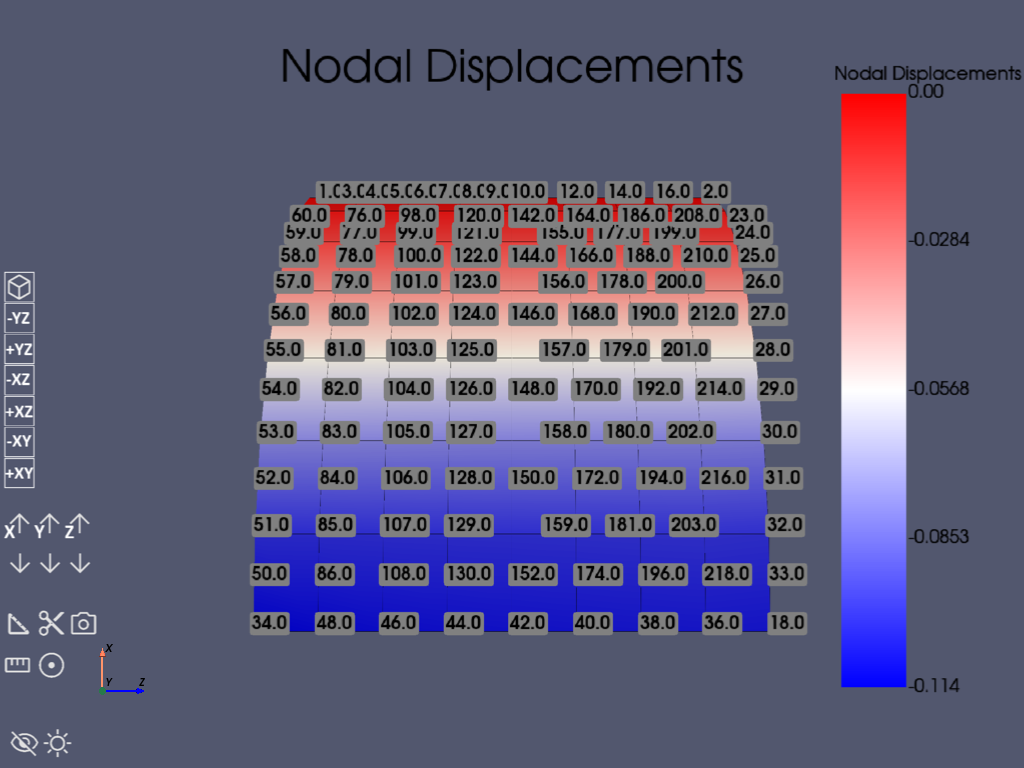 Nodal Displacements
Nodal Displacements
0.00
10.0 12.0 14.0 16.0 2.0
60.0 76.0 98.0 120.0 142.0 164.0 186.0 208.0 23.0
59.0 77.0 99.0 121.0 155.0 177.0 199.0 24.0
-0.0284
58.0 78.0 100.0 122.0 144.0 166.0 188.0 210.0 25.0
57.0 79.0 101.0 123.0 156.0 178.0 200.0 26.0
56.0 80.0 102.0 124.0 146.0 168.0 190.0 212.0 27.0
-YZ
+YZ
55.0 81.0 103.0 125.0 157.0 179.0 201.0 28.0
-XZ
54.0 82.0 104.0 126.0 148.0 170.0 192.0 214.0 29.0
-0.0568
+XZ
53.0 83.0 105.0 127.0 158.0 180.0 202.0 30.0
-XY
+XY
52.0 84.0 106.0 128.0 150.0 172.0 194.0 216.0 31.0
X Y Z
51.0 85.0 107.0 129.0 159.0 181.0 203.0 32.0
-0.0853
50.0 86.0 108.0 130.0 152.0 174.0 196.0 218.0 33.0
34.0 48.0 46.0 44.0 42.0 40.0 38.0 36.0 18.0
X
Y Z
-0.114